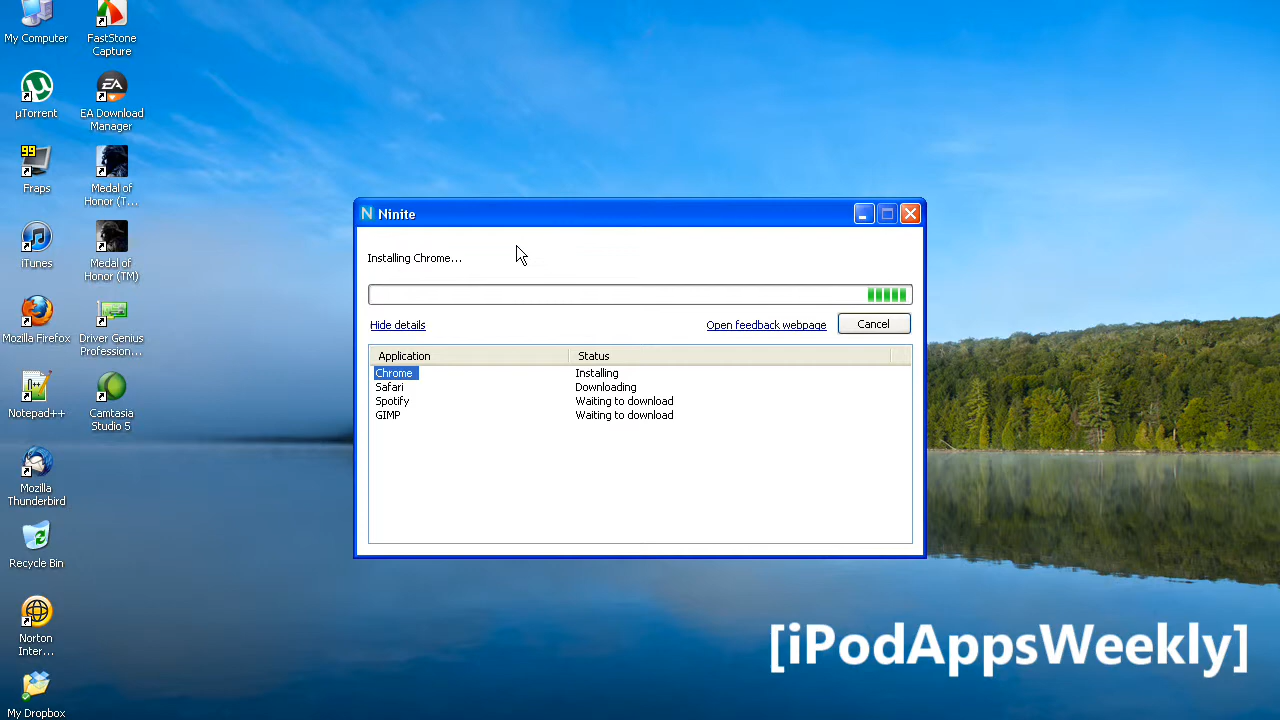 My Computer
FastStone
Capture
µTorrent
EA
EA Download
Manager
99
Fraps
Medal of
Honor (T...
iTunes
Medal of
Honor (TM)
Mozilla Firefox
Driver Genius
Profession...
Notepad++
Camtasia
Studio 5
Mozilla
Thunderbird
Recycle Bin
Norton
Inter...
My Dropbox
N Ninite
Installing Chrome...
Hide details
Open feedback webpage
Cancel
Application Status
Chrome Installing
Safari Downloading
Spotify Waiting to download
GIMP Waiting to download
[iPodAppsWeekly]